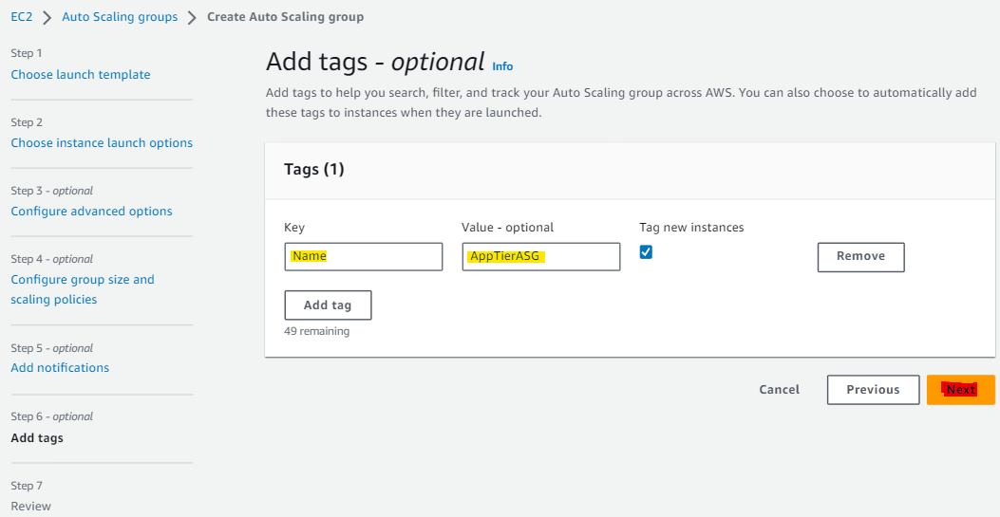 EC2 > Auto Scaling groups > Create Auto Scaling group
Step 1
Choose launch template
Step 2
Choose instance launch options
Step 3 - optional
Configure advanced options
Step 4 - optional
Configure group size and
scaling policies
Step 5 - optional
Add notifications
Step 6 - optional
Add tags
Step 7
Review
Add tags - optional Info
Add tags to help you search, filter, and track your Auto Scaling group across AWS. You can also choose to automatically add
these tags to instances when they are launched.
Tags (1)
Key Value - optional Tag new instances
Name AppTierASG Remove
Add tag
49 remaining
Cancel Previous Next